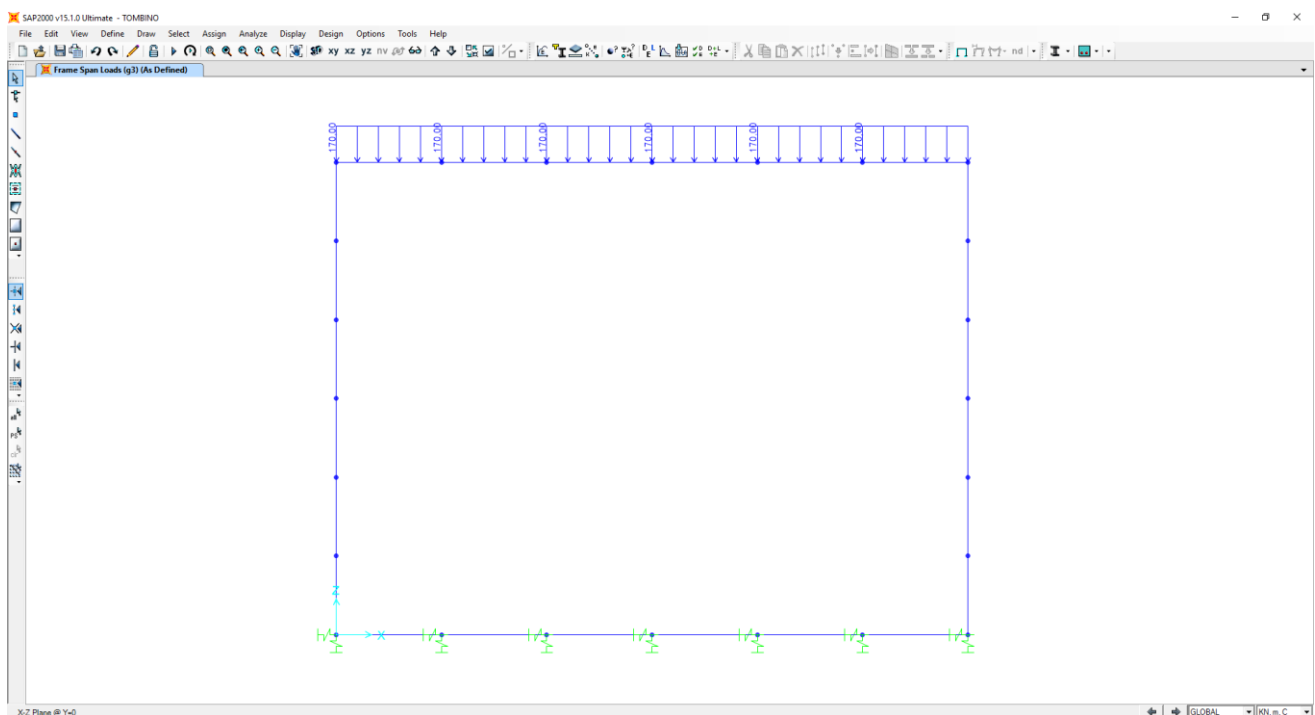 SAP2000 v15.1.0 Ultimate - TOMBINO
File Edit View Define Draw Select Assign Analyze Display Design Options Tools Help
xy xz yz nv nd
Frame Span Loads (g3) (As Defined)
170.00 170.00 170.00 170.00 170.00 170.00
Z
X
X-Z Plane @ Y=0
GLOBAL KN, m, C